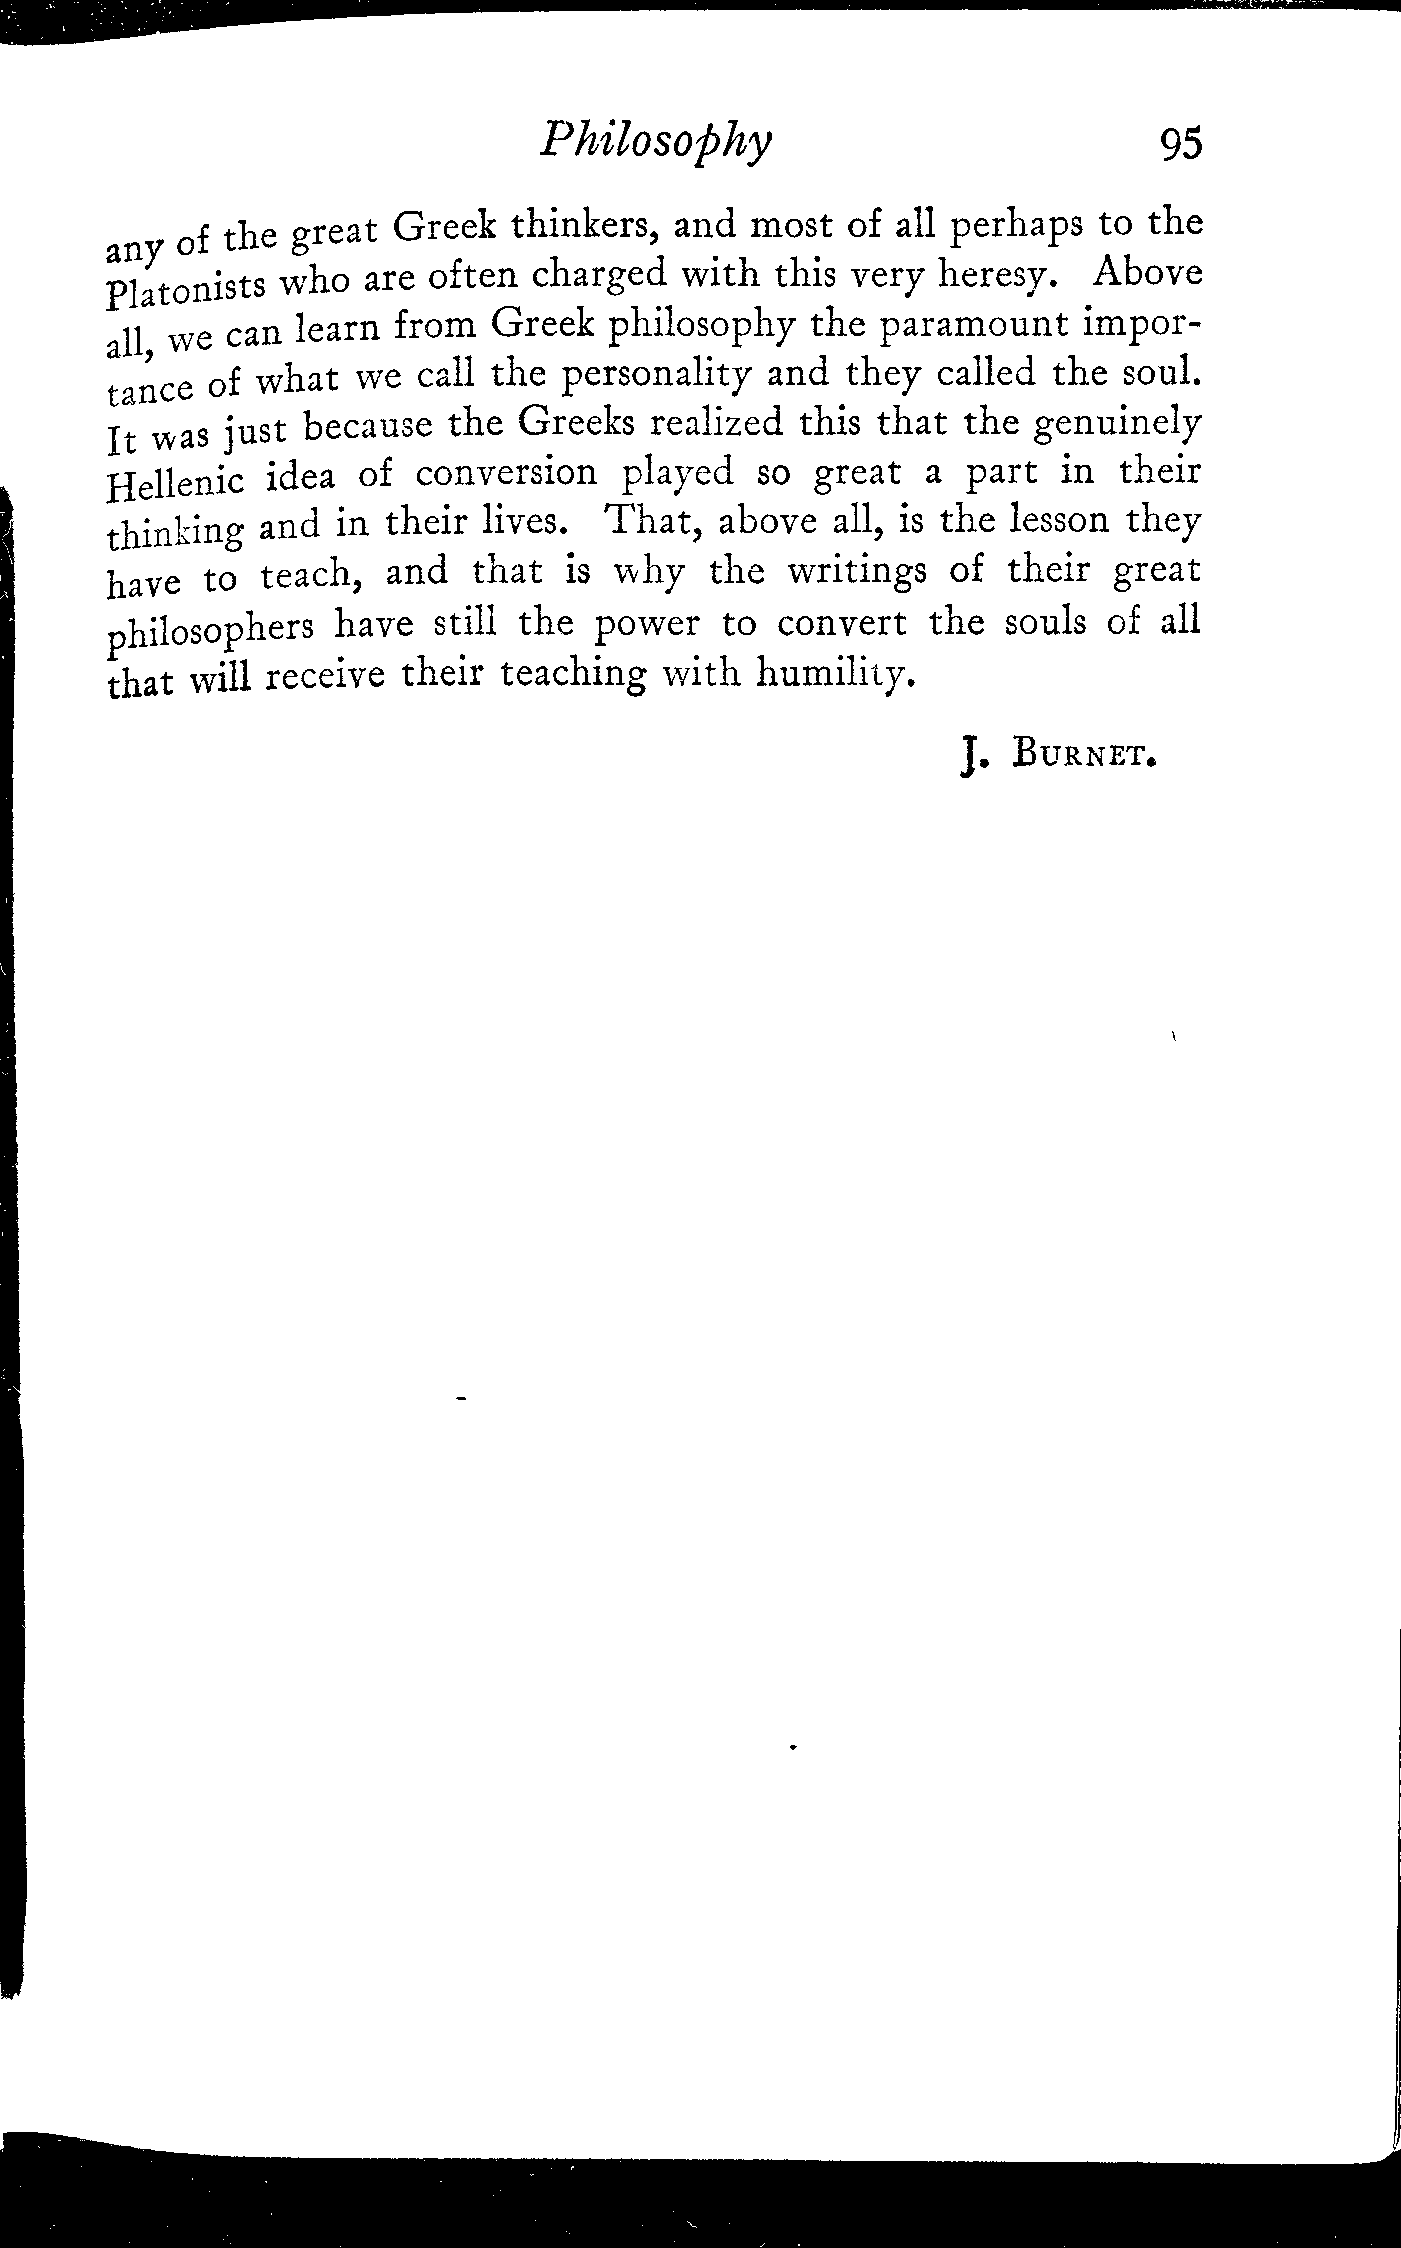 Philosophy 95
any of the great Greek thinkers, and most of all perhaps to the
Platonists who are often charged with this very heresy. Above
all, we can learn from Greek philosophy the paramount impor-
tance of what we call the personality and they called the soul.
It was just because the Greeks realized this that the genuinely
Hellenic idea of conversion played so great a part in their
thinking and in their lives. That, above all, is the lesson they
have to teach, and that is why the writings of their great
philosophers have still the power to convert the souls of all
that will receive their teaching with humility.
J. BURNET.